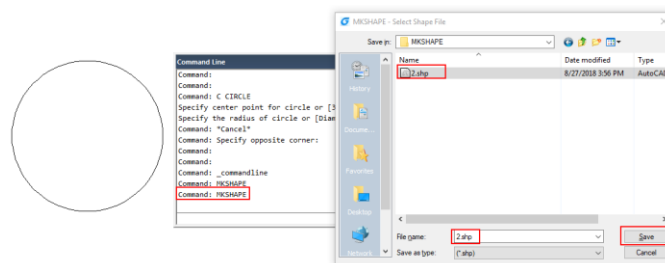 MKSHAPE - Select Shape File
Save in:
MKSHAPE
Name
Date modified
Type
2.shp
8/27/2018 3:56 PM
AutoCAD
History
Docume...
Favorites
Desktop
Network
File name:
2.shp
Save
Save as type:
(*.shp)
Cancel
Command Line
Command:
Command:
Command: C CIRCLE
Specify center point for circle or [3
Specify the radius of circle or [Diam
Command: *Cancel*
Command: Specify opposite corner:
Command:
Command:
Command: _commandline
Command: MKSHAPE
Command: MKSHAPE